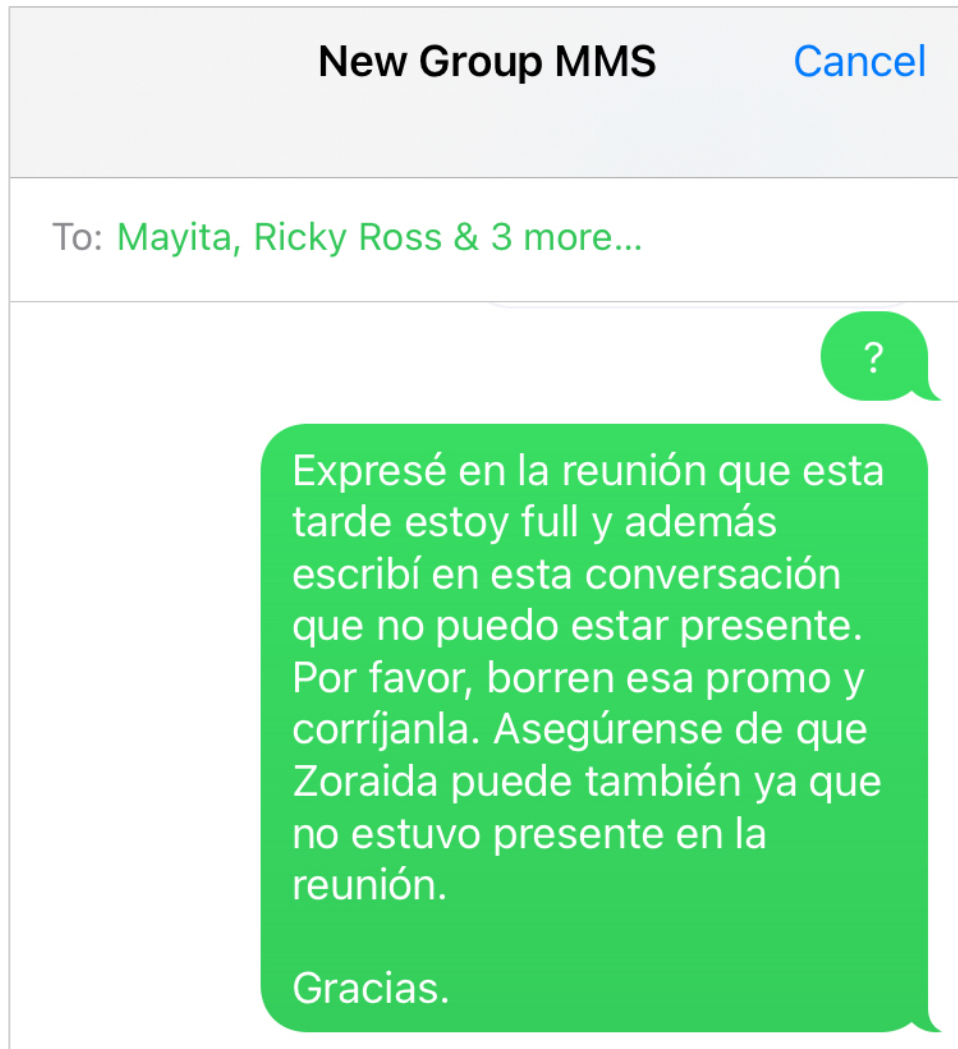 New Group MMS
Cancel
To: Mayita, Ricky Ross & 3 more...
?
Expresé en la reunión que esta
tarde estoy full y además
escribí en esta conversación
que no puedo estar presente.
Por favor, borren esa promo y
corríjanla. Asegúrense de que
Zoraida puede también ya que
no estuvo presente en la
reunión.
Gracias.